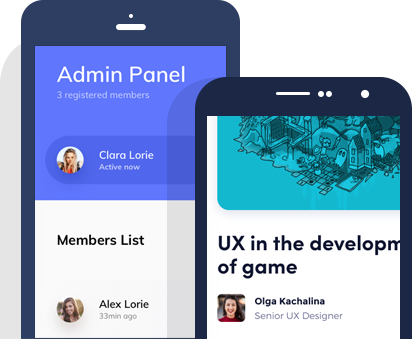 Admin Panel
3 registered members
Clara Lorie
Active now
Members List
Alex Lorie
33min ago
UX in the developm
of game
Olga Kachalina
Senior UX Designer